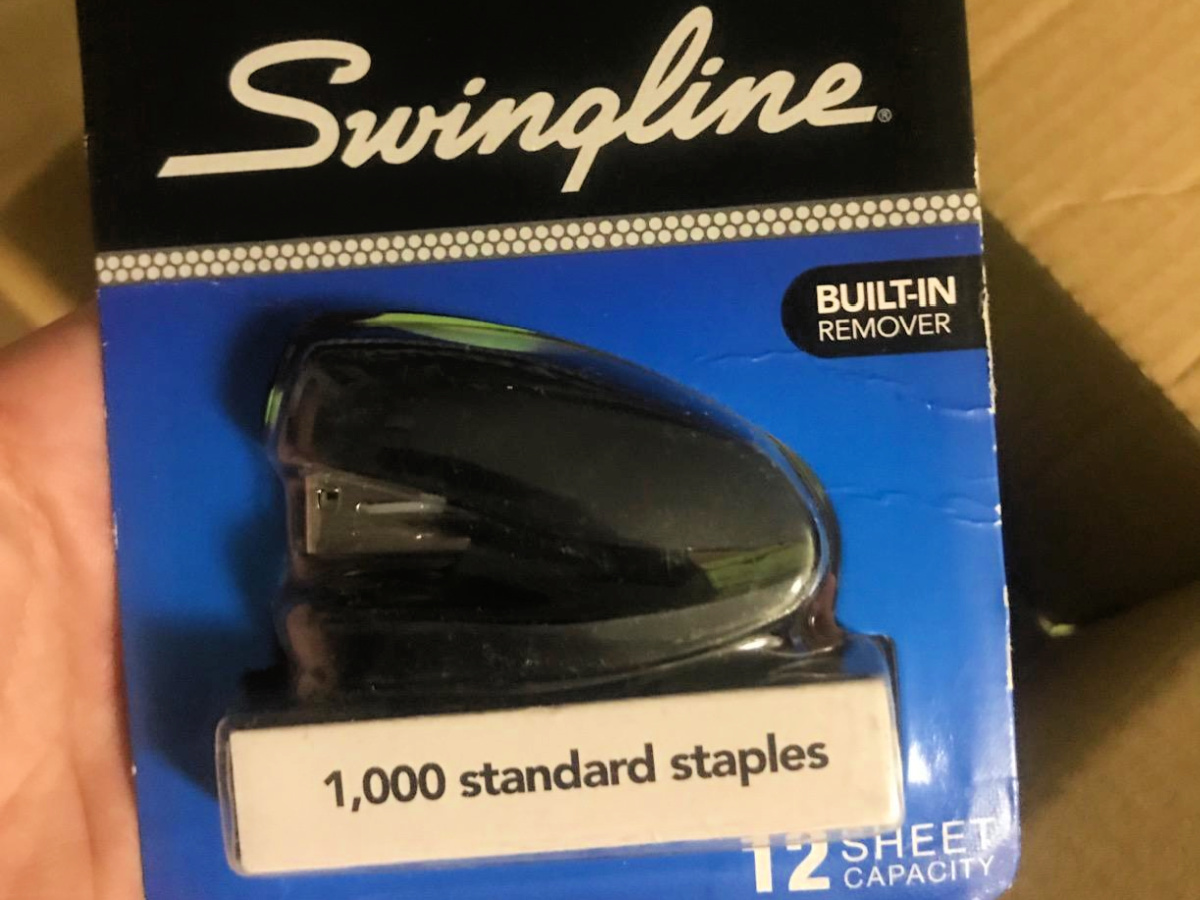 Swingline®
BUILT-IN
REMOVER
1,000 standard staples
12 SHEET
CAPACITY